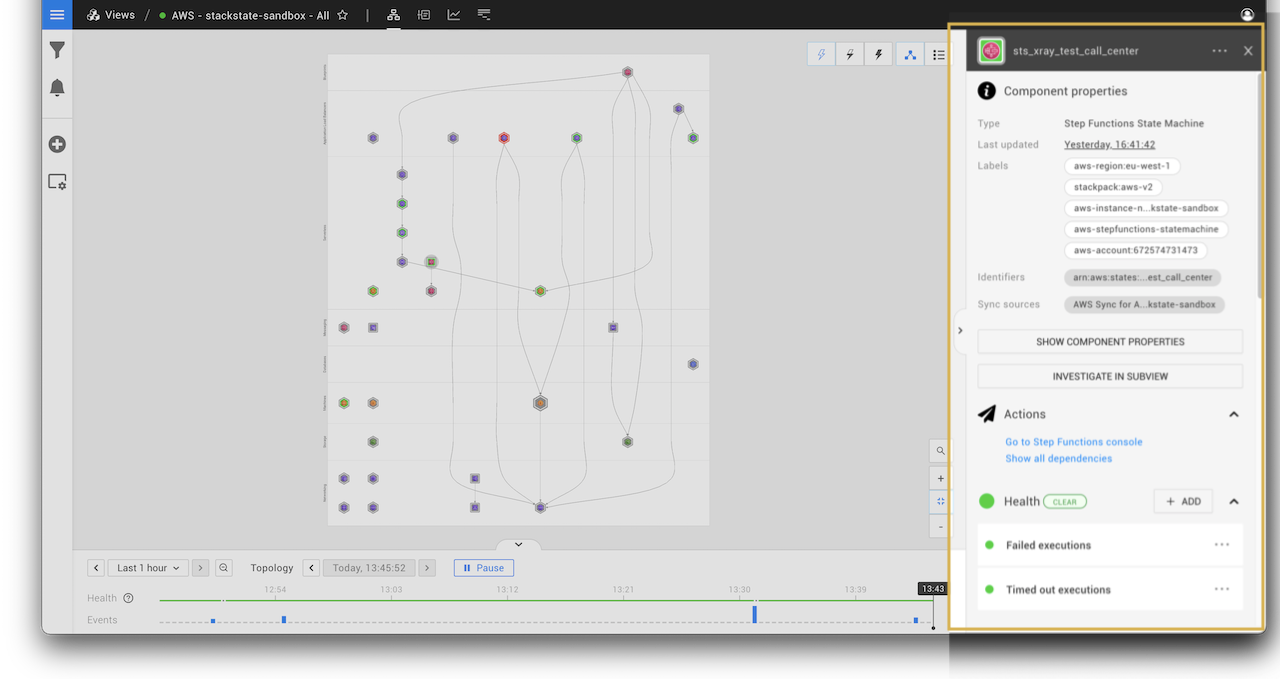 Views / AWS - stackstate-sandbox - All
sts_xray_test_call_center
Component properties
Type Step Functions State Machine
Last updated Yesterday, 16:41:42
Labels aws-region:eu-west-1
stackpack:aws-v2
aws-instance-n...kstate-sandbox
aws-stepfunctions-statemachine
aws-account:672574731473
Identifiers arn:aws:states:...est_call_center
Sync sources AWS Sync for A...kstate-sandbox
SHOW COMPONENT PROPERTIES
INVESTIGATE IN SUBVIEW
Actions
Go to Step Functions console
Show all dependencies
Health CLEAR + ADD
Failed executions
Timed out executions
Last 1 hour Topology Today, 13:45:52 Pause
12:54 13:03 13:12 13:21 13:30 13:39 13:43
Health
Events